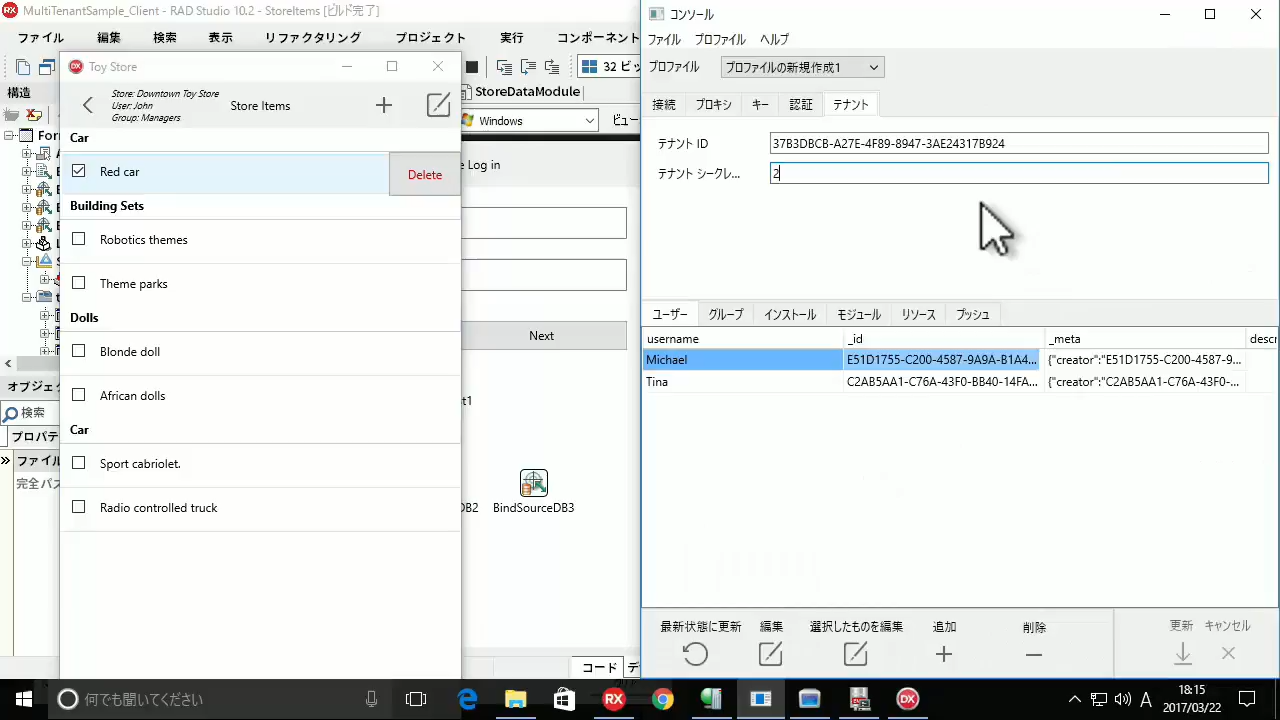 MultiTenantSample_Client - RAD Studio 10.2 - StoreItems [ビルド完了]
ファイル 編集 検索 表示 リファクタリング プロジェクト 実行 コンポーネント
32 ビッ
構造
StoreDataModule
Windows
ビュー
For
e Log in
Next
t1
DB2
BindSourceDB3
オブジェク
検索
プロパテ
ファイル
完全パス
コード
デ
Toy Store
Store: Downtown Toy Store
User: John
Group: Managers
Store Items
Car
Red car
Delete
Building Sets
Robotics themes
Theme parks
Dolls
Blonde doll
African dolls
Car
Sport cabriolet.
Radio controlled truck
コンソール
ファイル プロファイル ヘルプ
プロファイル プロファイルの新規作成1
接続 プロキシ キー 認証 テナント
テナント ID 37B3DBCB-A27E-4F89-8947-3AE24317B924
テナント シークレ... 2
ユーザー グループ インストール モジュール リソース プッシュ
username _id _meta descr
Michael E51D1755-C200-4587-9A9A-B1A4... {"creator":"E51D1755-C200-4587-9...
Tina C2AB5AA1-C76A-43F0-BB40-14FA... {"creator":"C2AB5AA1-C76A-43F0-...
最新状態に更新 編集 選択したものを編集 追加 削除 更新 キャンセル
何でも聞いてください
A
18:15
2017/03/22